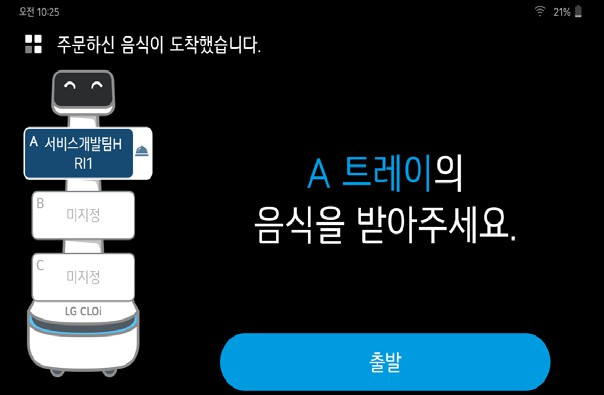 오전 10:25
21%
주문하신 음식이 도착했습니다.
A 서비스개발팀H
RI1
B
미지정
C
미지정
LG CLOi
A 트레이의
음식을 받아주세요.
출발